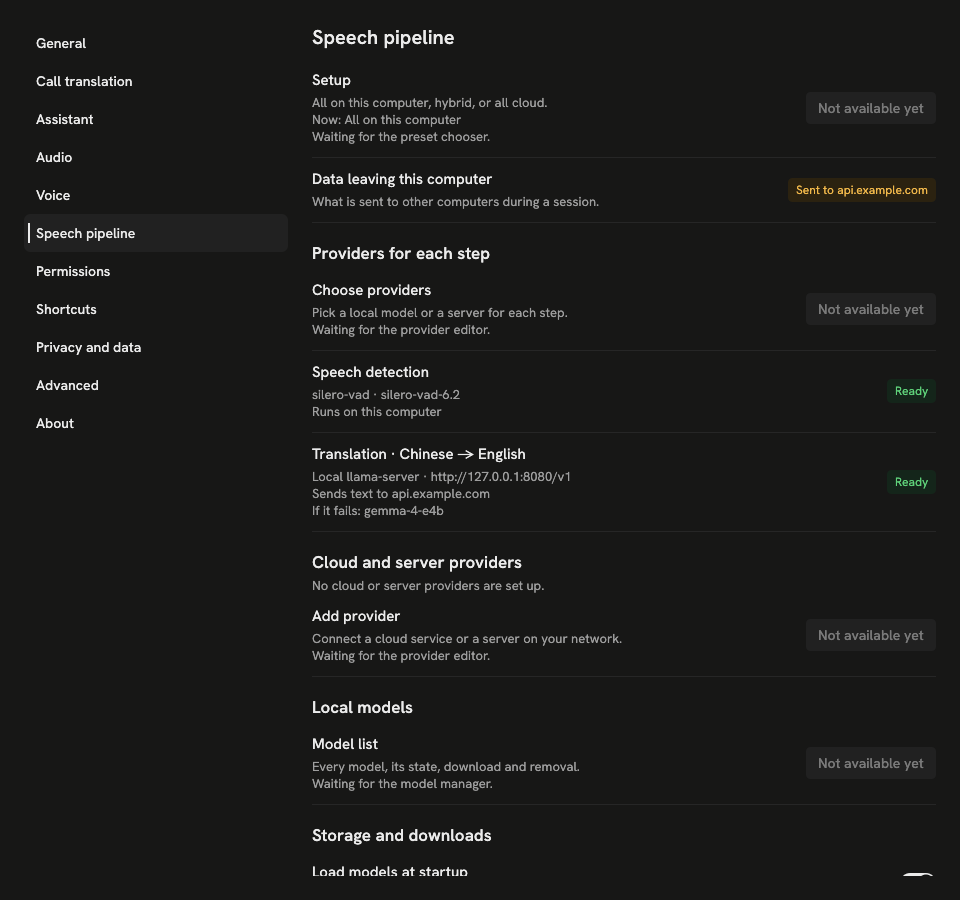 General
Call translation
Assistant
Audio
Voice
Speech pipeline
Permissions
Shortcuts
Privacy and data
Advanced
About
Speech pipeline
Setup
All on this computer, hybrid, or all cloud.
Now: All on this computer
Waiting for the preset chooser.
Not available yet
Data leaving this computer
What is sent to other computers during a session.
Sent to api.example.com
Providers for each step
Choose providers
Pick a local model or a server for each step.
Waiting for the provider editor.
Not available yet
Speech detection
silero-vad · silero-vad-6.2
Runs on this computer
Ready
Translation · Chinese → English
Local llama-server · http://127.0.0.1:8080/v1
Sends text to api.example.com
If it fails: gemma-4-e4b
Ready
Cloud and server providers
No cloud or server providers are set up.
Add provider
Connect a cloud service or a server on your network.
Waiting for the provider editor.
Not available yet
Local models
Model list
Every model, its state, download and removal.
Waiting for the model manager.
Not available yet
Storage and downloads
Load models at startup